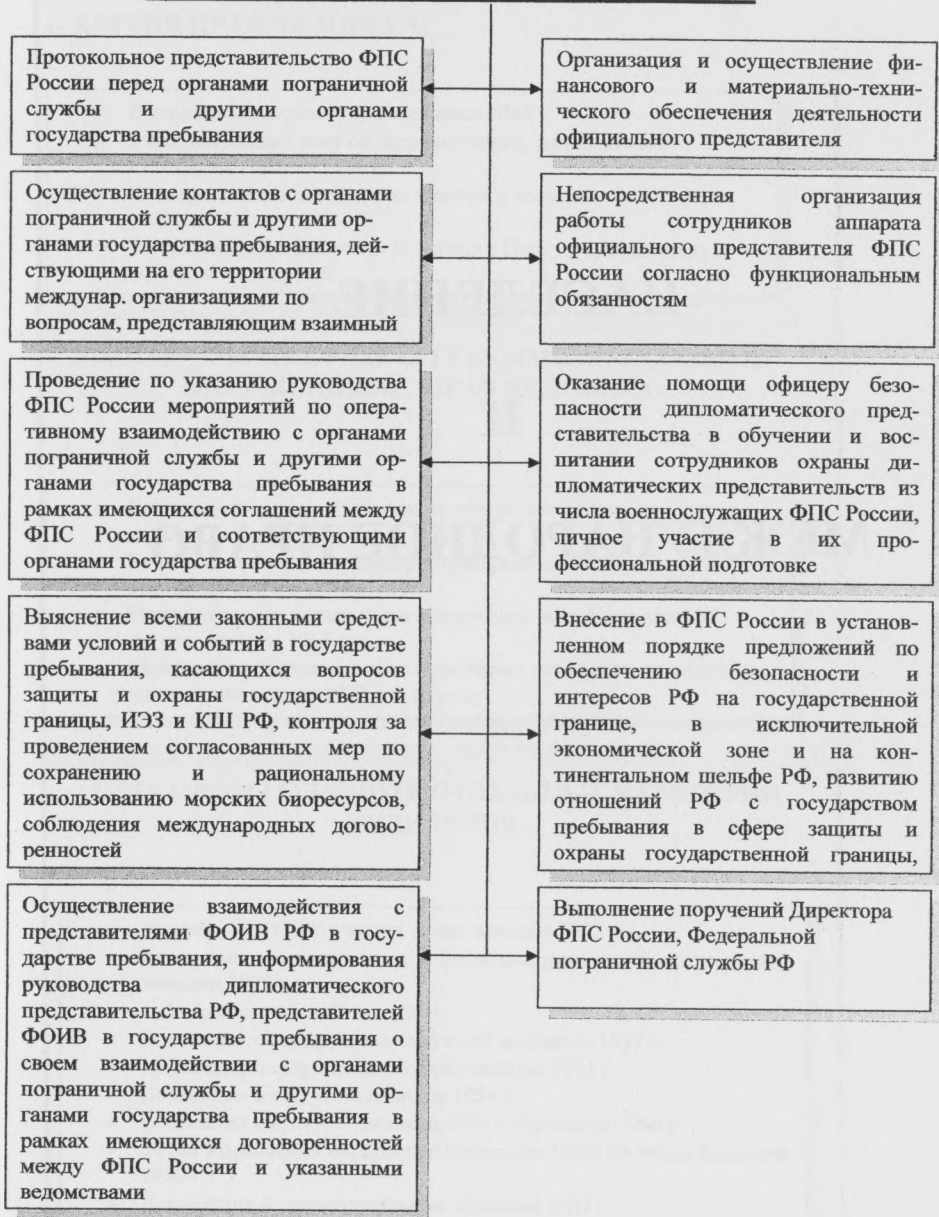 Протокольное представительство ФПС
России перед органами пограничной
службы и другими органами
государства пребывания
Организация и осуществление фи-
нансового и материально-техни-
ческого обеспечения деятельности
официального представителя
Осуществление контактов с органами
пограничной службы и другими ор-
ганами государства пребывания, дей-
ствующими на его территории
междунар. организациями по
вопросам, представляющим взаимный
Непосредственная организация
работы сотрудников аппарата
официального представителя ФПС
России согласно функциональным
обязанностям
Проведение по указанию руководства
ФПС России мероприятий по опера-
тивному взаимодействию с органами
пограничной службы и другими ор-
ганами государства пребывания в
рамках имеющихся соглашений между
ФПС России и соответствующими
органами государства пребывания
Оказание помощи офицеру безо-
пасности дипломатического пред-
ставительства в обучении и вос-
питании сотрудников охраны ди-
пломатических представительств из
числа военнослужащих ФПС России,
личное участие в их про-
фессиональной подготовке
Выяснение всеми законными средст-
вами условий и событий в государстве
пребывания, касающихся вопросов
защиты и охраны государственной
границы, ИЭЗ и КШ РФ, контроля за
проведением согласованных мер по
сохранению и рациональному
использованию морских биоресурсов,
соблюдения международных догово-
ренностей
Внесение в ФПС России в установ-
ленном порядке предложений по
обеспечению безопасности и
интересов РФ на государственной
границе, в исключительной
экономической зоне и на кон-
тинентальном шельфе РФ, развитию
отношений РФ с государством
пребывания в сфере защиты и
охраны государственной границы,
Осуществление взаимодействия с
представителями ФОИВ РФ в госу-
дарстве пребывания, информирования
руководства дипломатического
представительства РФ, представителей
ФОИВ в государстве пребывания о
своем взаимодействии с органами
пограничной службы и другими ор-
ганами государства пребывания в
рамках имеющихся договоренностей
между ФПС России и указанными
ведомствами
Выполнение поручений Директора
ФПС России, Федеральной
пограничной службы РФ